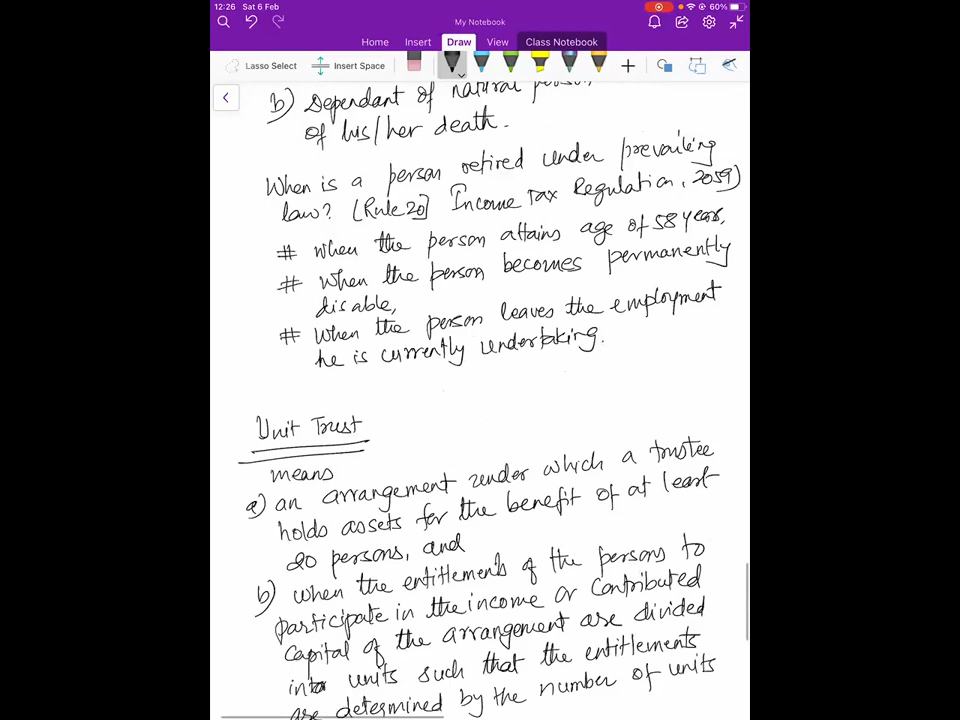 12:26 Sat 6 Feb
60%
My Notebook
Home Insert Draw View Class Notebook
Lasso Select Insert Space
b) Dependant of natural person
of his/her death.
When is a person retired under prevailing
law? [Rule 20] Income Tax Regulation, 2059)
# When the person attains age of 58 years,
# When the person becomes permanently
disable,
# When the person leaves the employment
he is currently undertaking.
Unit Trust
means
a) an arrangement under which a trustee
holds assets for the benefit of at least
20 persons, and
b) when the entitlements of the persons to
participate in the income or contributed
capital of the arrangement are divided
into units such that the entitlements
are determined by the number of units